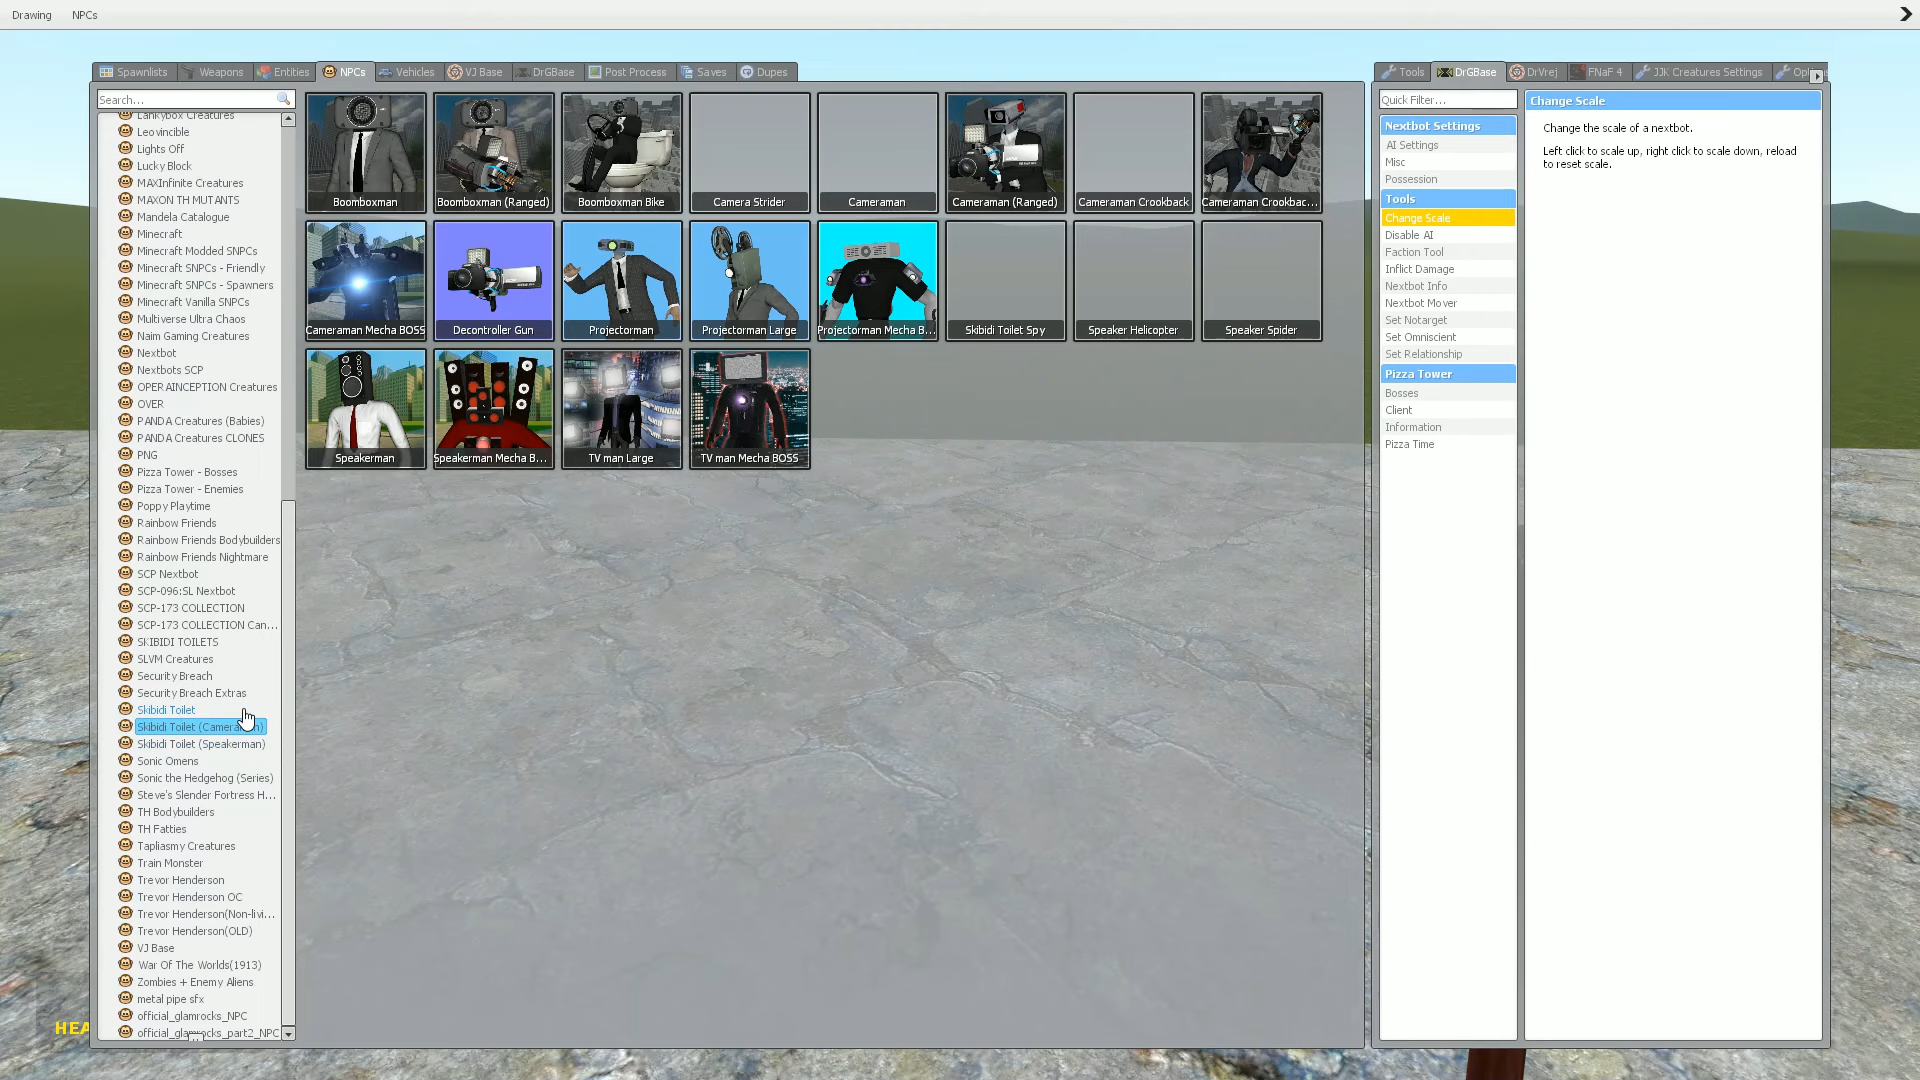 Drawing NPCs
Spawnlists Weapons Entities NPCs Vehicles VJ Base DrGBase Post Process Saves Dupes
Tools DrGBase DrVrej FNaF 4 JJK Creatures Settings
Search...
Lankybox Creatures
Leovincible
Lights Off
Lucky Block
MAXInfinite Creatures
MAXON TH MUTANTS
Mandela Catalogue
Minecraft
Minecraft Modded SNPCs
Minecraft SNPCs - Friendly
Minecraft SNPCs - Spawners
Minecraft Vanilla SNPCs
Multiverse Ultra Chaos
Naim Gaming Creatures
Nextbot
Nextbots SCP
OPERAINCEPTION Creatures
OVER
PANDA Creatures (Babies)
PANDA Creatures CLONES
PNG
Pizza Tower - Bosses
Pizza Tower - Enemies
Poppy Playtime
Rainbow Friends
Rainbow Friends Bodybuilders
Rainbow Friends Nightmare
SCP Nextbot
SCP-096:SL Nextbot
SCP-173 COLLECTION
SCP-173 COLLECTION Can...
SKIBIDI TOILETS
SLVM Creatures
Security Breach
Security Breach Extras
Skibidi Toilet
Skibidi Toilet
Skibidi Toilet (Speakerman)
Sonic Omens
Sonic the Hedgehog (Series)
Steve's Slender Fortress H...
TH Bodybuilders
TH Fatties
Tapliasmy Creatures
Train Monster
Trevor Henderson
Trevor Henderson OC
Trevor Henderson(Non-livi...
Trevor Henderson(OLD)
VJ Base
War Of The Worlds(1913)
Zombies + Enemy Aliens
metal pipe sfx
official_glamrocks_NPC
official_glamrocks_part2_NPC
Boomboxman Boomboxman (Ranged) Boomboxman Bike Camera Strider Cameraman Cameraman (Ranged) Cameraman Crookback Cameraman Crookbac...
Cameraman Mecha BOSS Decontroller Gun Projectorman Projectorman Large Projectorman Mecha B... Skibidi Toilet Spy Speaker Helicopter Speaker Spider
Speakerman Speakerman Mecha B... TV man Large TV man Mecha BOSS
Quick Filter...
Nextbot Settings
AI Settings
Misc
Possession
Tools
Change Scale
Disable AI
Faction Tool
Inflict Damage
Nextbot Info
Nextbot Mover
Set Notarget
Set Omniscient
Set Relationship
Pizza Tower
Bosses
Client
Information
Pizza Time
Change Scale
Change the scale of a nextbot.
Left click to scale up, right click to scale down, reload
to reset scale.